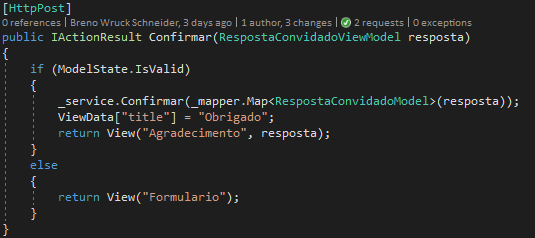 [HttpPost]
0 references | Breno Wruck Schneider, 3 days ago | 1 author, 3 changes | 2 requests | 0 exceptions
public IActionResult Confirmar(RespostaConvidadoViewModel resposta)
{
    if (ModelState.IsValid)
    {
        _service.Confirmar(_mapper.Map<RespostaConvidadoModel>(resposta));
        ViewData["title"] = "Obrigado";
        return View("Agradecimento", resposta);
    }
    else
    {
        return View("Formulario");
    }
}